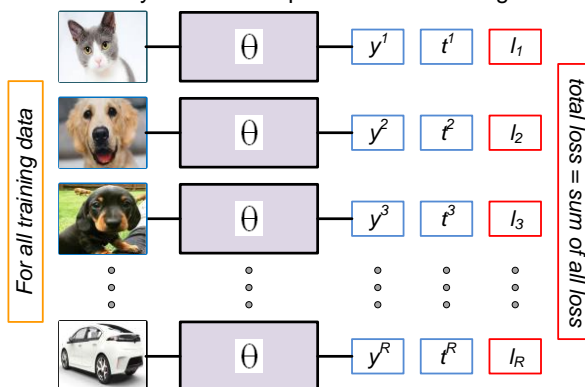 For all training data
θ y¹ t¹ l₁
θ y² t² l₂
θ y³ t³ l₃
θ yᴿ tᴿ lᴿ
total loss = sum of all loss